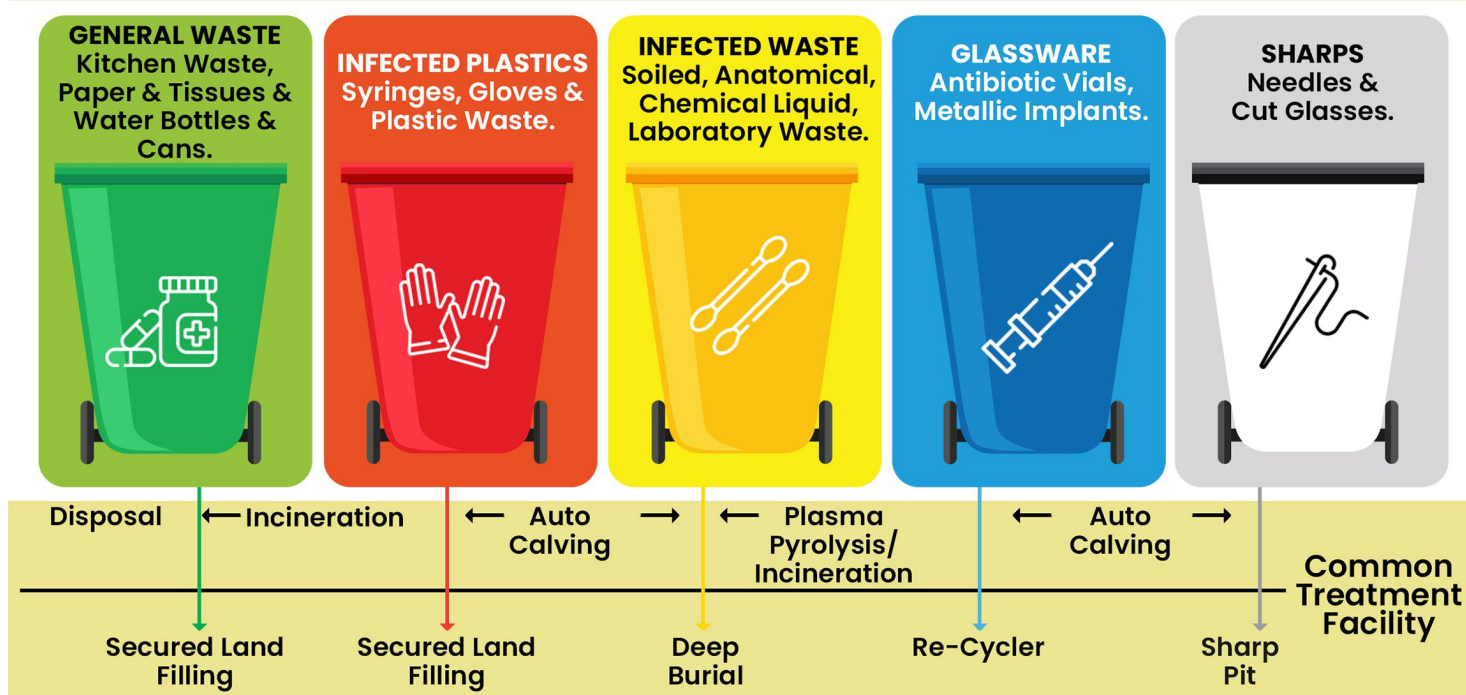 GENERAL WASTE
Kitchen Waste,
Paper & Tissues &
Water Bottles &
Cans.
INFECTED PLASTICS
Syringes, Gloves &
Plastic Waste.
INFECTED WASTE
Soiled, Anatomical,
Chemical Liquid,
Laboratory Waste.
GLASSWARE
Antibiotic Vials,
Metallic Implants.
SHARPS
Needles &
Cut Glasses.
Disposal
Incineration
Auto
Calving
Plasma
Pyrolysis/
Incineration
Auto
Calving
Common
Treatment
Facility
Secured Land
Filling
Secured Land
Filling
Deep
Burial
Re-Cycler
Sharp
Pit